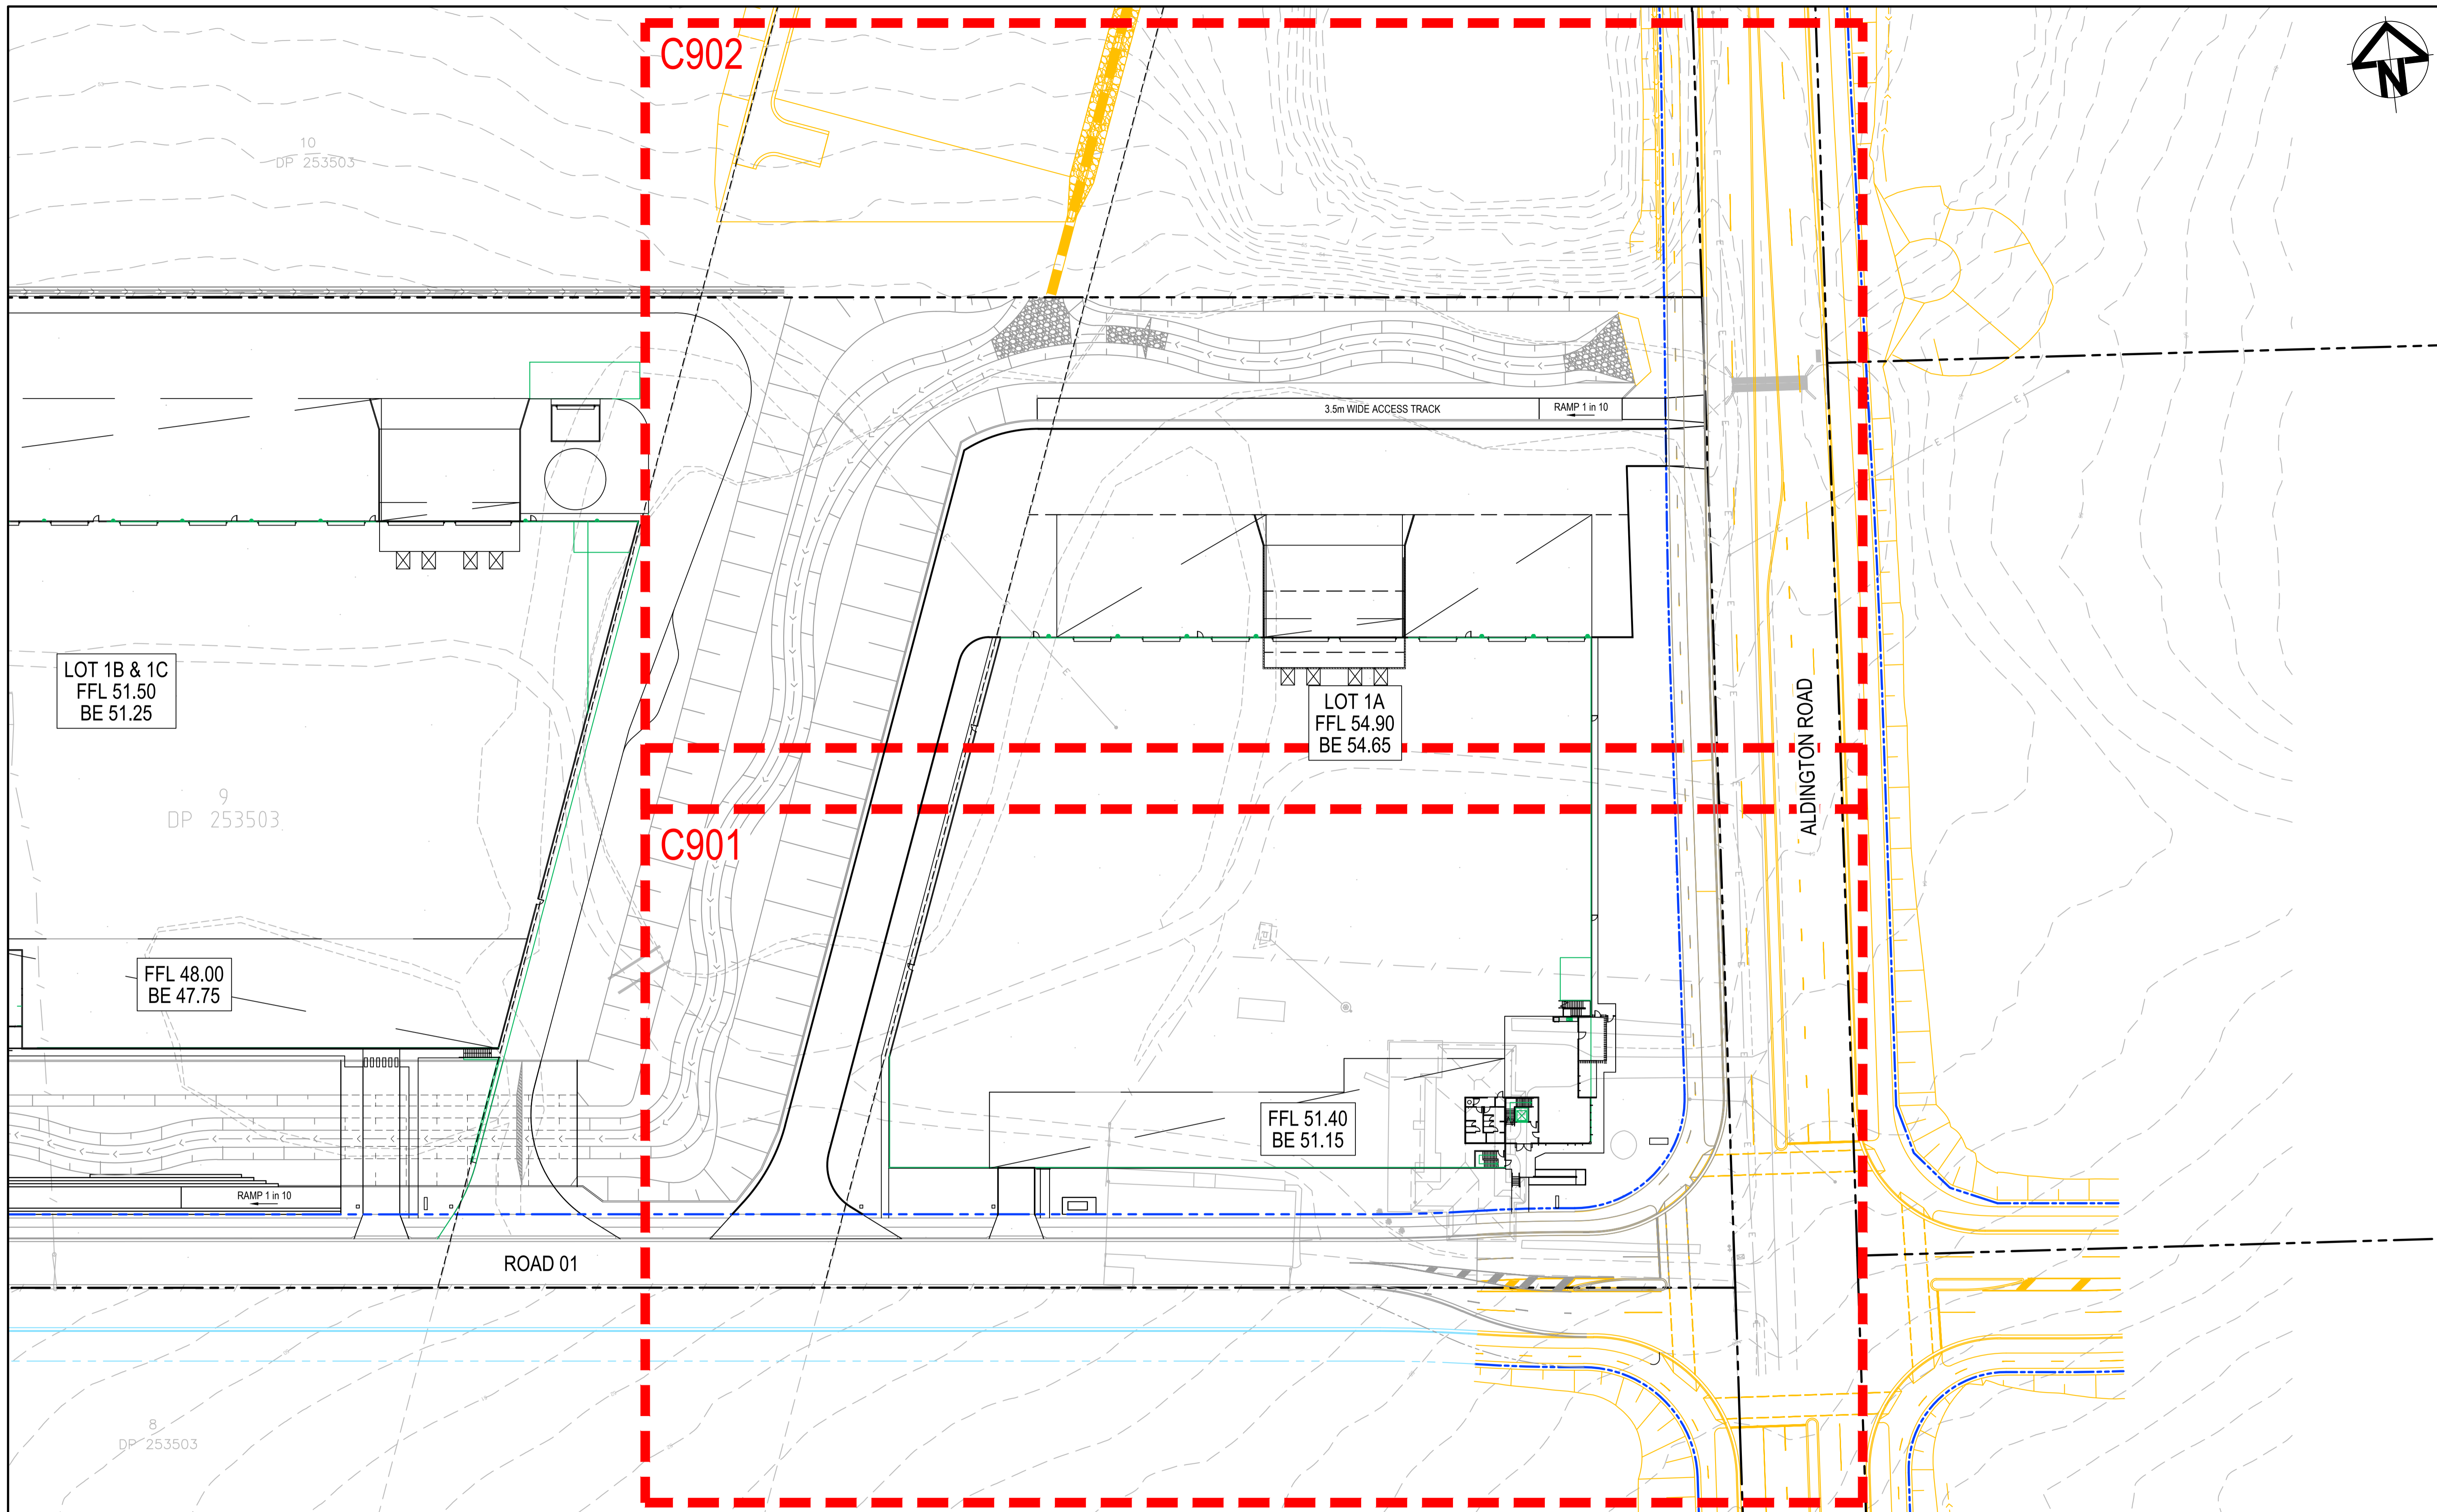 C902
N
10
DP 253503
3.5m WIDE ACCESS TRACK
RAMP 1 in 10
LOT 1B & 1C
FFL 51.50
BE 51.25
LOT 1A
FFL 54.90
BE 54.65
ALDINGTON ROAD
9
DP 253503
C901
FFL 48.00
BE 47.75
FFL 51.40
BE 51.15
RAMP 1 in 10
ROAD 01
8
DP 253503